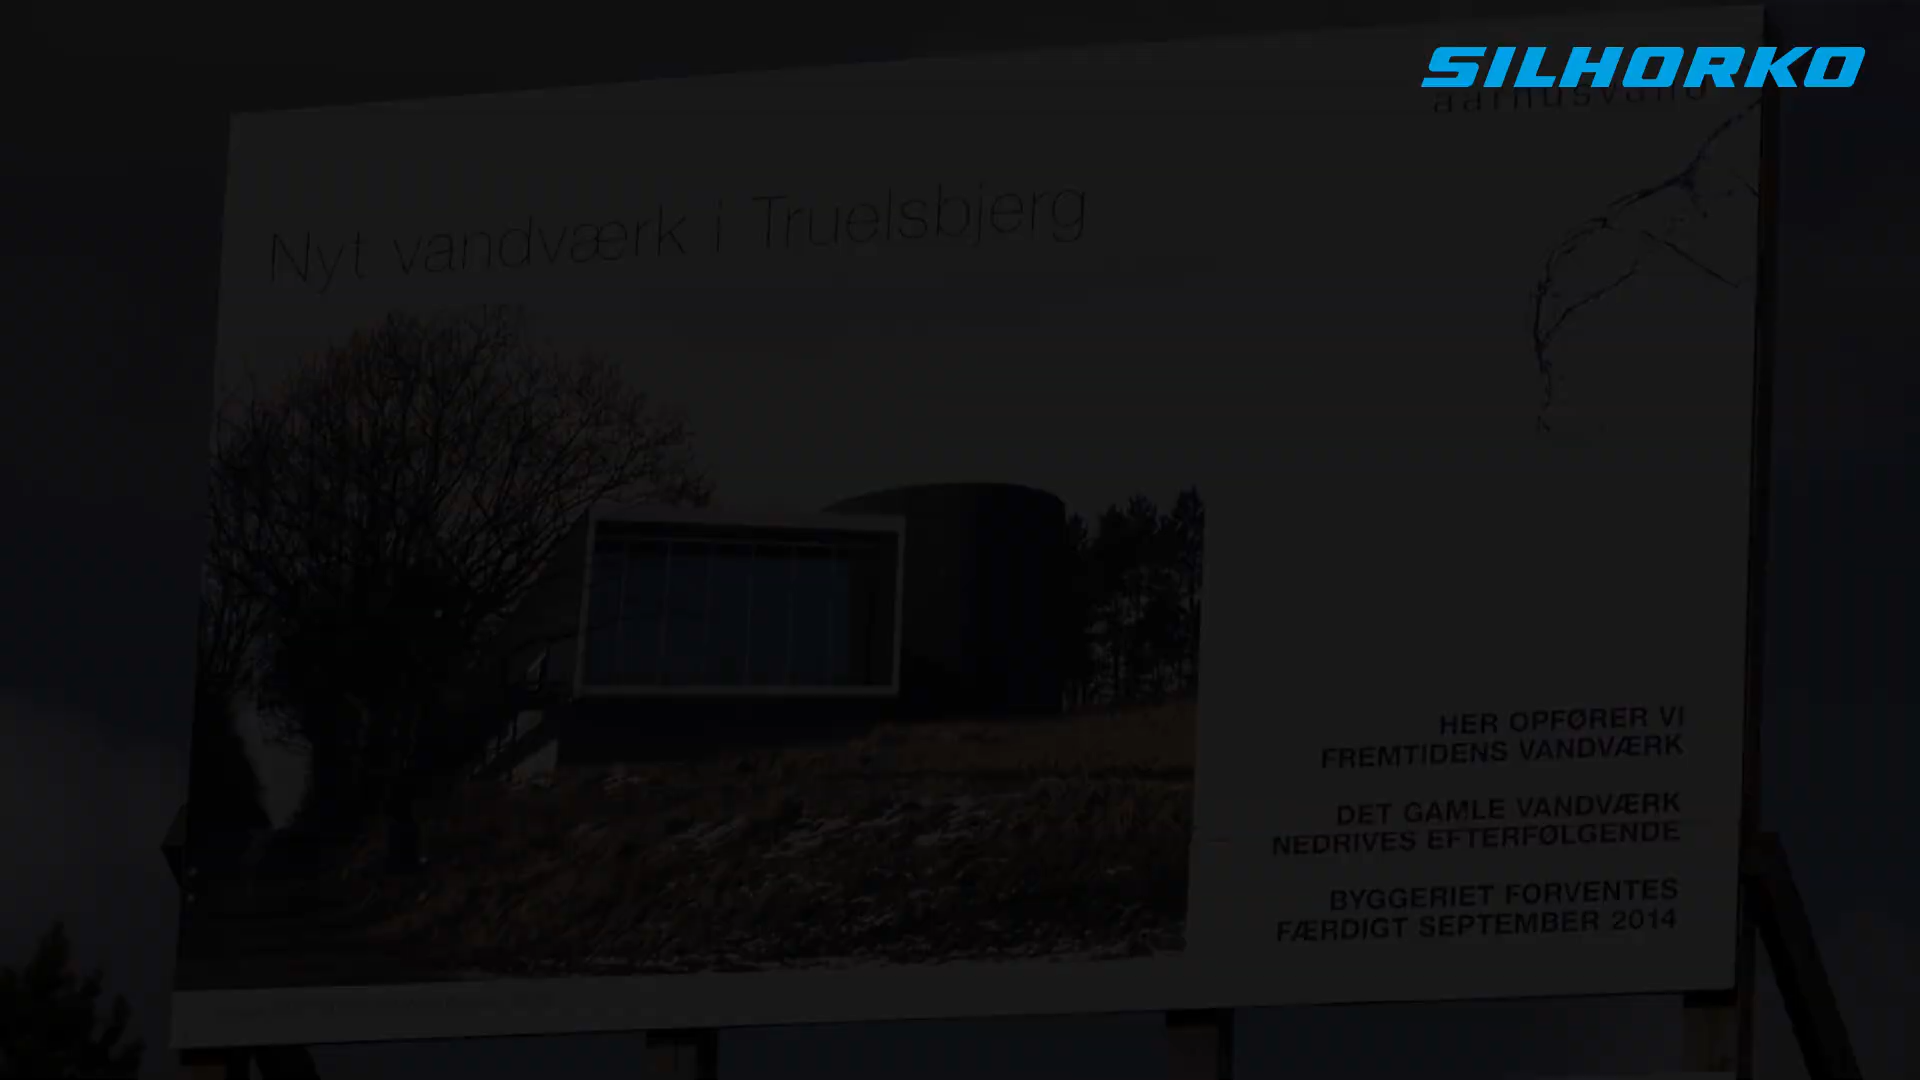 SILHORKO
aarhusvand
Nyt vandværk i Truelsbjerg
HER OPFØRER VI
FREMTIDENS VANDVÆRK
DET GAMLE VANDVÆRK
NEDRIVES EFTERFØLGENDE
BYGGERIET FORVENTES
FÆRDIGT SEPTEMBER 2014